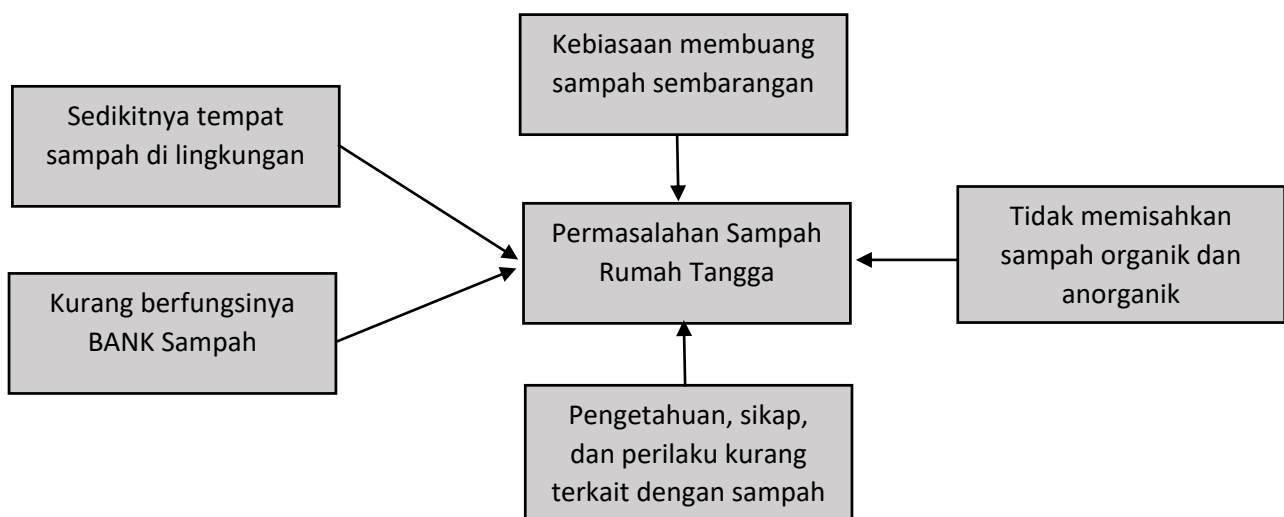 Kebiasaan membuang
sampah sembarangan
Sedikitnya tempat
sampah di lingkungan
Permasalahan Sampah
Rumah Tangga
Tidak memisahkan
sampah organik dan
anorganik
Kurang berfungsinya
BANK Sampah
Pengetahuan, sikap,
dan perilaku kurang
terkait dengan sampah